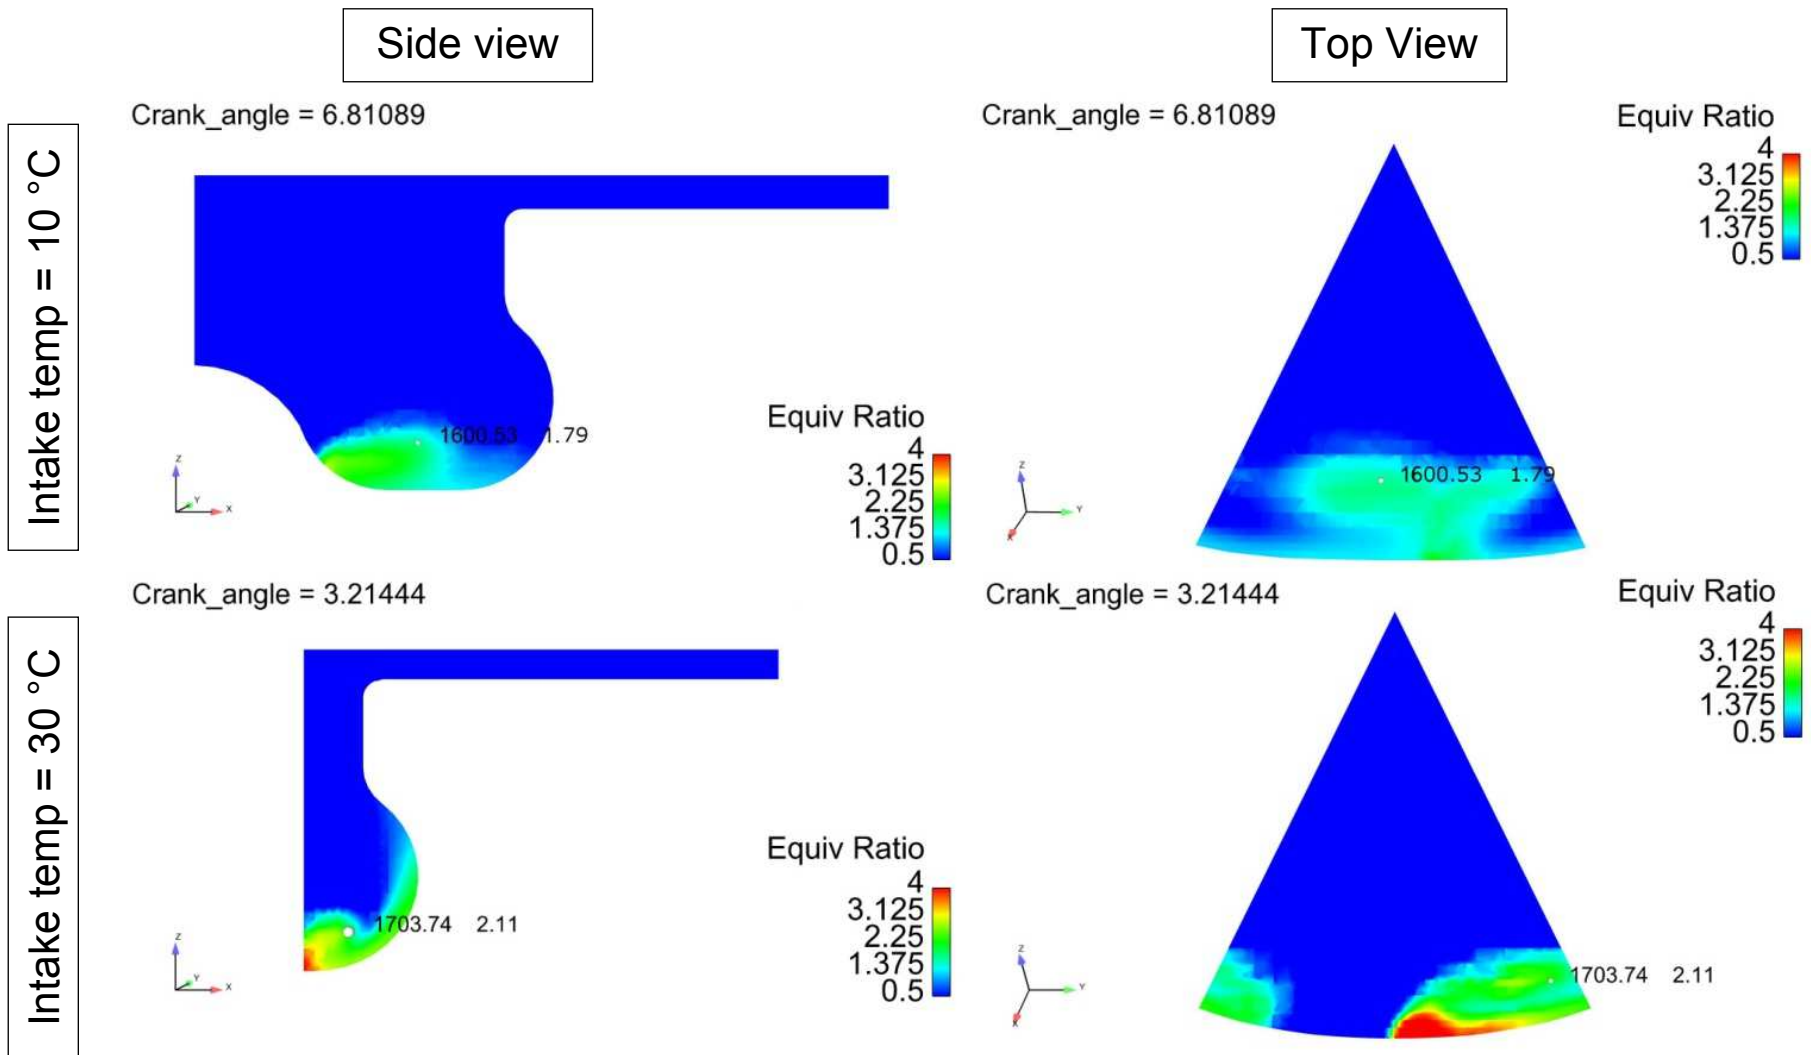 Side view
Top View
Intake temp = 10 °C
Crank_angle = 6.81089
1600.53 1.79
Equiv Ratio
4
3.125
2.25
1.375
0.5
Z
Y
X
Crank_angle = 6.81089
Equiv Ratio
4
3.125
2.25
1.375
0.5
1600.53 1.79
Z
Y
X
Intake temp = 30 °C
Crank_angle = 3.21444
1703.74 2.11
Equiv Ratio
4
3.125
2.25
1.375
0.5
Z
Y
X
Crank_angle = 3.21444
Equiv Ratio
4
3.125
2.25
1.375
0.5
1703.74 2.11
Z
Y
X